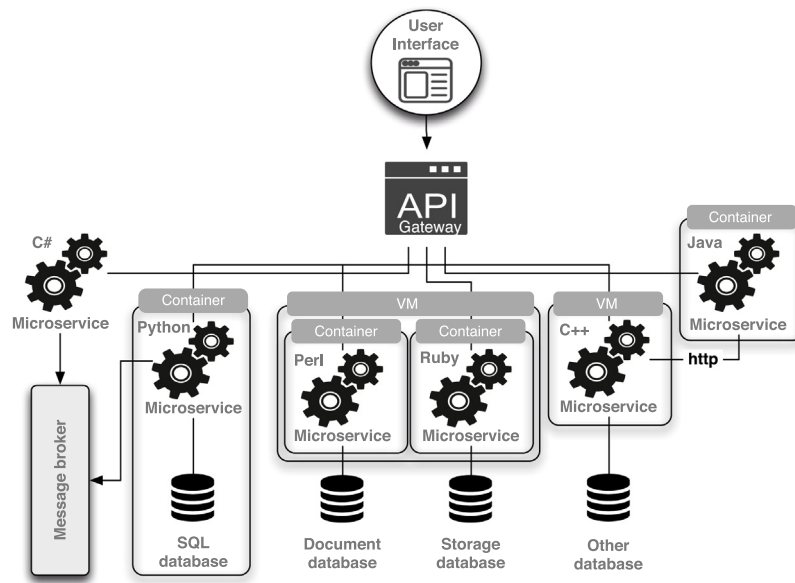 User
Interface
API
Gateway
Container
C#
Java
Microservice
Container
VM
VM
Microservice
Python
Container
Container
C++
http
Perl
Ruby
Microservice
Microservice
Microservice
Microservice
Message broker
SQL
database
Document
database
Storage
database
Other
database